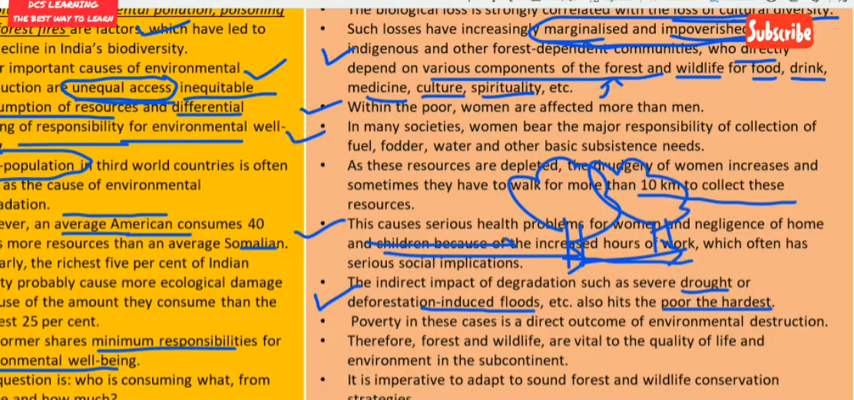 DCS LEARNING
THE BEST WAY TO LEARN
ental pollution, poisoning
forest fires are factors, which have led to
ecline in India's biodiversity.
r important causes of environmental
uction are unequal access, inequitable
umption of resources and differential
ng of responsibility for environmental well-
-population in third world countries is often
as the cause of environmental
adation.
ever, an average American consumes 40
s more resources than an average Somalian.
arly, the richest five per cent of Indian
ty probably cause more ecological damage
use of the amount they consume than the
est 25 per cent.
ormer shares minimum responsibilities for
onmental well-being.
question is: who is consuming what, from
e and how much?
Subscribe
The biological loss is strongly correlated with the loss of cultural diversity.
• Such losses have increasingly marginalised and impoverished
indigenous and other forest-dependent communities, who directly
depend on various components of the forest and wildlife for food, drink,
medicine, culture, spirituality, etc.
• Within the poor, women are affected more than men.
• In many societies, women bear the major responsibility of collection of
fuel, fodder, water and other basic subsistence needs.
• As these resources are depleted, the drudgery of women increases and
sometimes they have to walk for more than 10 km to collect these
resources.
• This causes serious health problems for women and negligence of home
and children because of the increased hours of work, which often has
serious social implications.
• The indirect impact of degradation such as severe drought or
deforestation-induced floods, etc. also hits the poor the hardest.
• Poverty in these cases is a direct outcome of environmental destruction.
• Therefore, forest and wildlife, are vital to the quality of life and
environment in the subcontinent.
• It is imperative to adapt to sound forest and wildlife conservation
strategies.